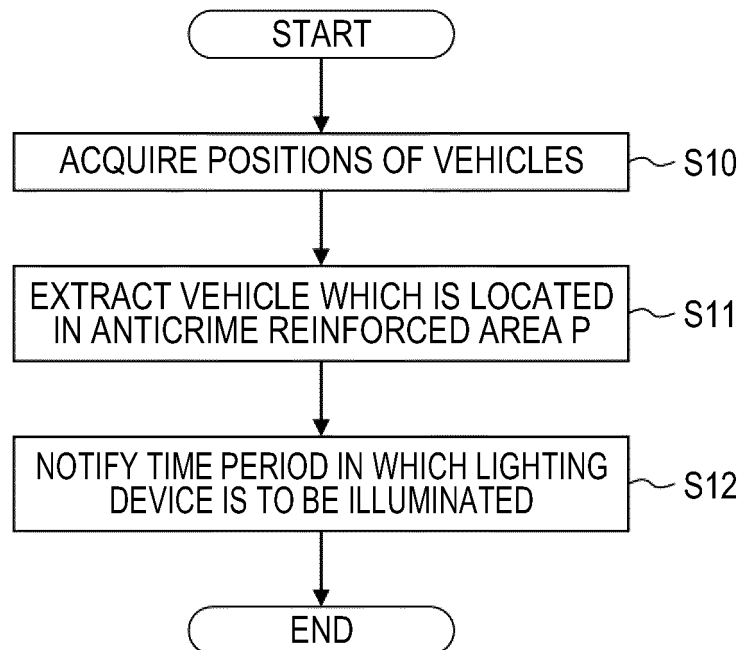 START
ACQUIRE POSITIONS OF VEHICLES
S10
EXTRACT VEHICLE WHICH IS LOCATED
IN ANTICRIME REINFORCED AREA P
S11
NOTIFY TIME PERIOD IN WHICH LIGHTING
DEVICE IS TO BE ILLUMINATED
S12
END